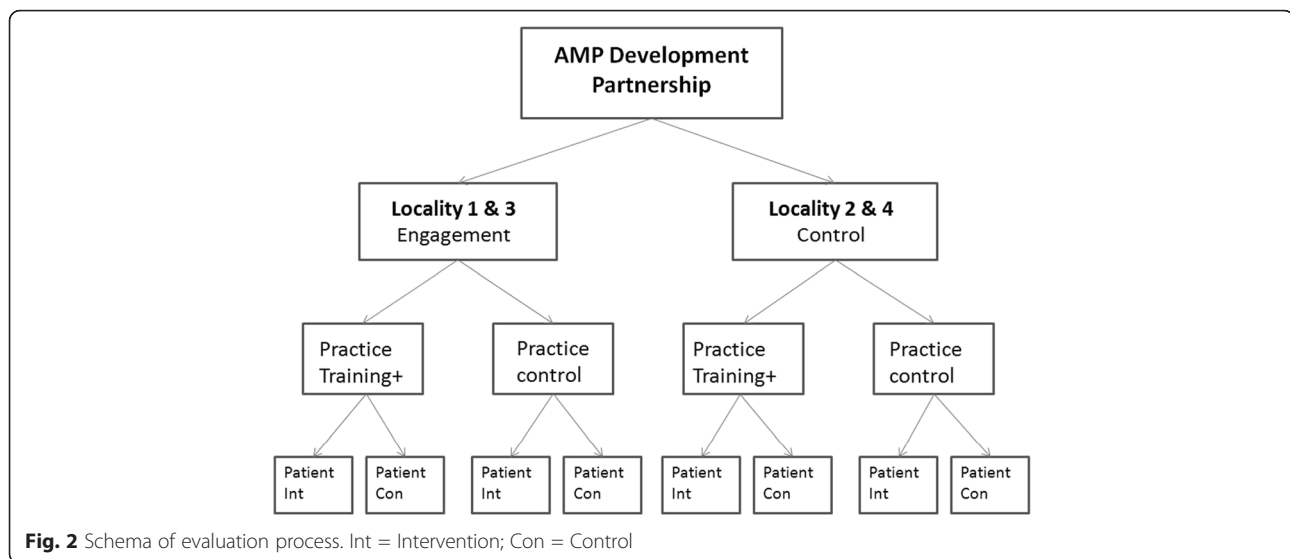 AMP Development
Partnership
Locality 1 & 3
Engagement
Locality 2 & 4
Control
Practice
Training+
Practice
control
Practice
Training+
Practice
control
Patient
Int
Patient
Con
Patient
Int
Patient
Con
Patient
Int
Patient
Con
Patient
Int
Patient
Con
Fig. 2 Schema of evaluation process. Int = Intervention; Con = Control